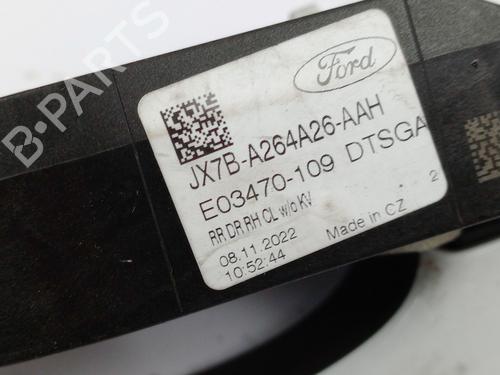 Ford
JX7B-A264A26-AAH
E03470-109 DTSGA
RR DR RH CL w/o KV
2
08.11.2022 Made in CZ
10:52:44
B-PARTS